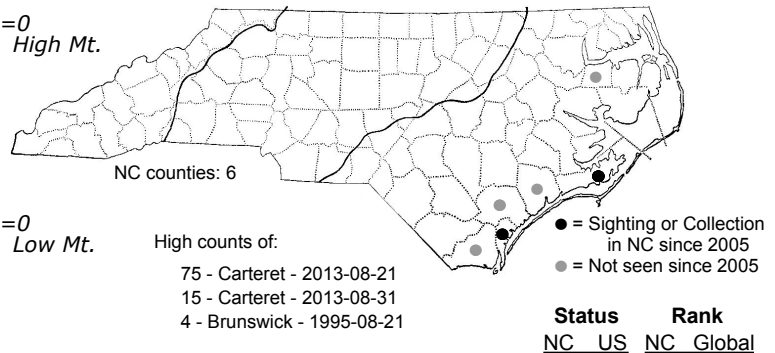 =0
High Mt.
NC counties: 6
=0
Low Mt.
High counts of:
75 - Carteret - 2013-08-21
15 - Carteret - 2013-08-31
4 - Brunswick - 1995-08-21
= Sighting or Collection
in NC since 2005
= Not seen since 2005
Status Rank
NC US NC Global